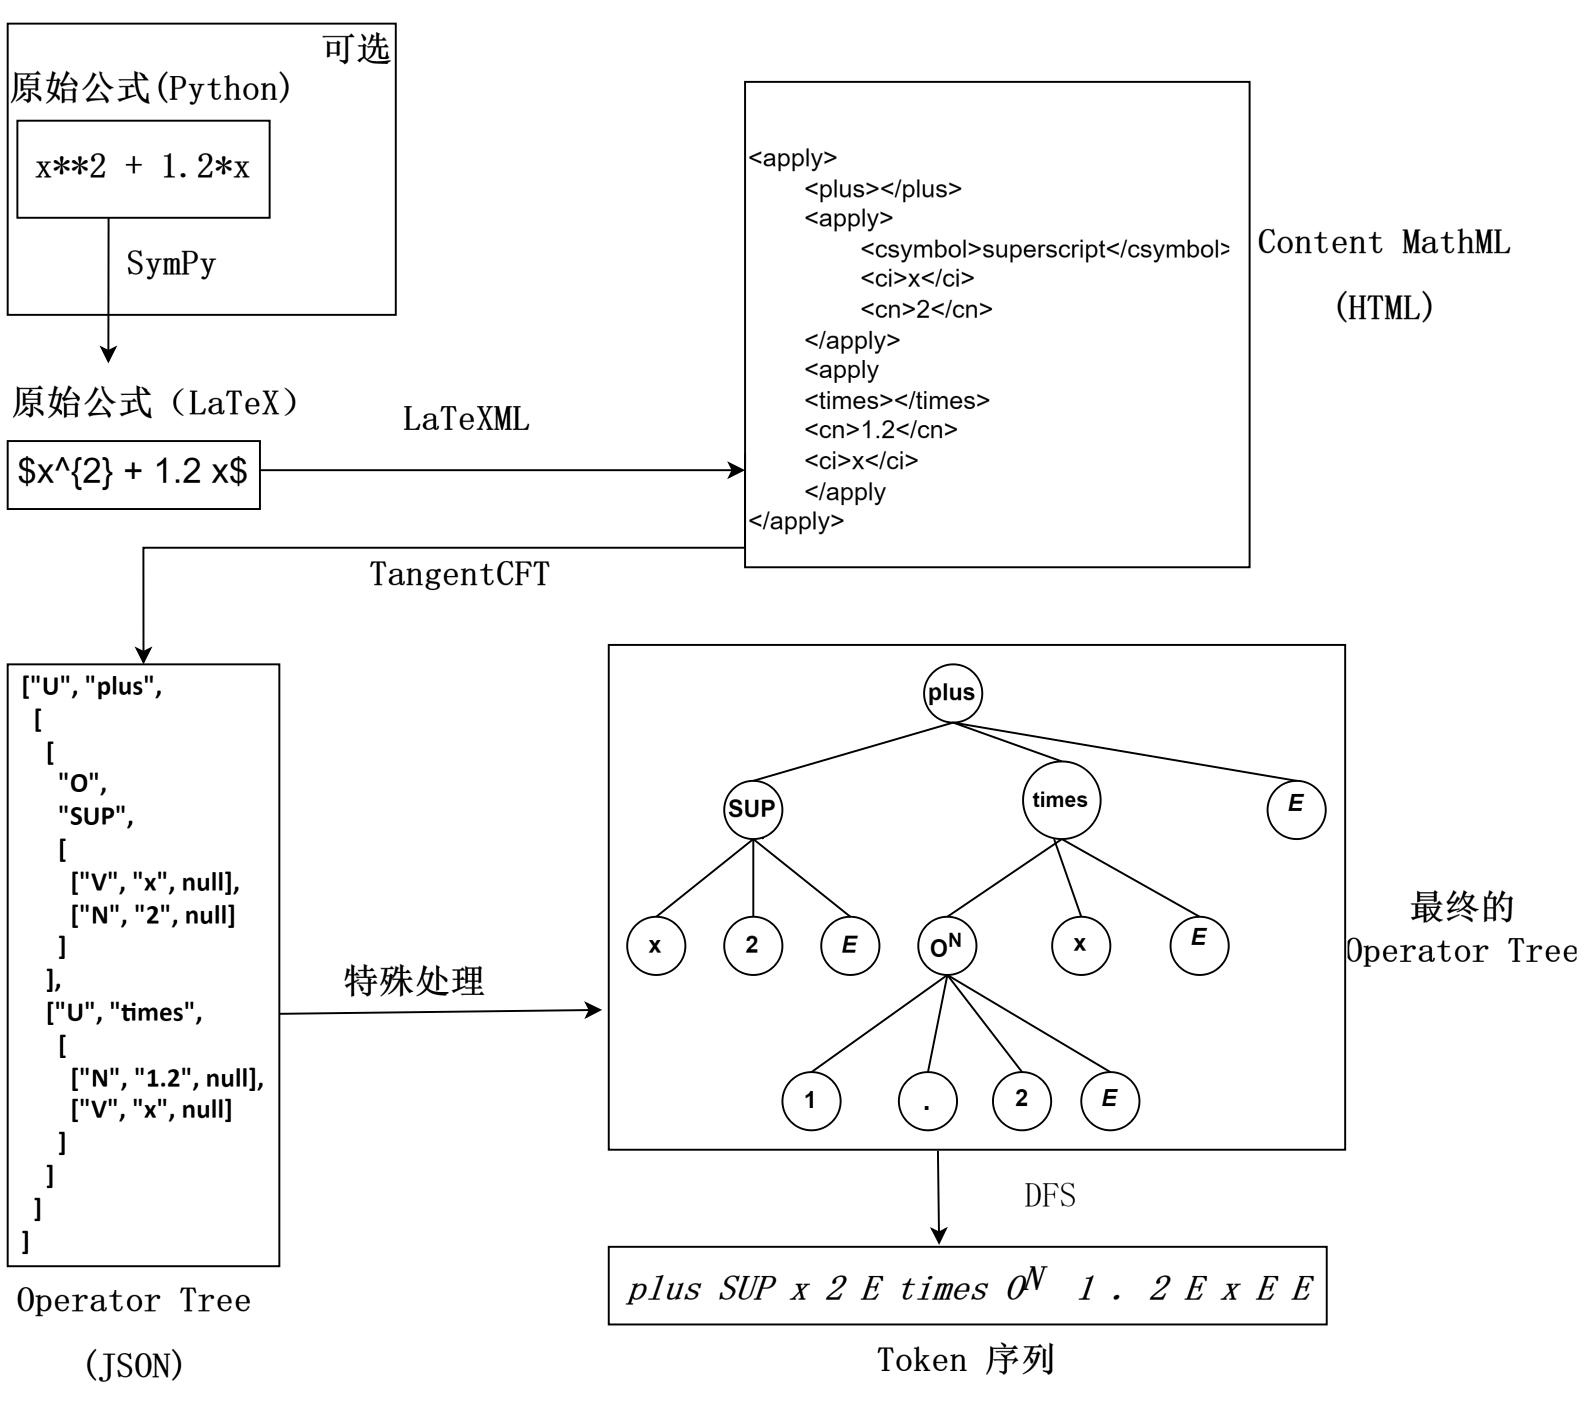 可选
原始公式(Python)
x**2 + 1.2*x
SymPy
原始公式（LaTeX）
$x^{2} + 1.2 x$
LaTeXML
<apply>
<plus></plus>
<apply>
<csymbol>superscript</csymbol>
<ci>x</ci>
<cn>2</cn>
</apply>
<apply
<times></times>
<cn>1.2</cn>
<ci>x</ci>
</apply
</apply>
Content MathML
(HTML)
TangentCFT
["U", "plus",
[
[
"O",
"SUP",
[
["V", "x", null],
["N", "2", null]
]
],
["U", "times",
[
["N", "1.2", null],
["V", "x", null]
]
]
]
]
Operator Tree
(JSON)
特殊处理
plus
SUP
times
E
x
2
E
O^N
x
E
1
.
2
E
最终的
Operator Tree
DFS
plus SUP x 2 E times O^N 1 . 2 E x E E
Token 序列